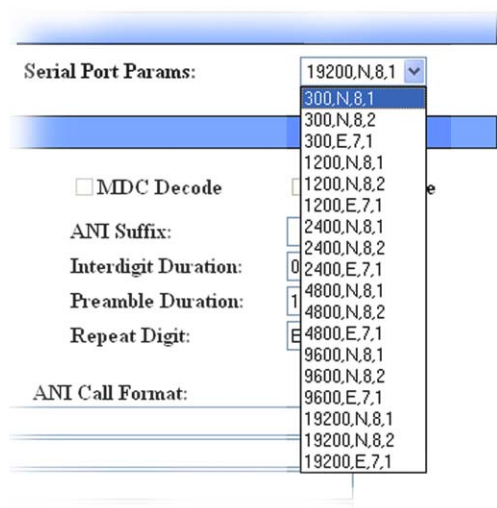 Serial Port Params:
19200,N,8,1
300,N,8,1
300,N,8,2
300,E,7,1
1200,N,8,1
MDC Decode
1200,N,8,2
e
1200,E,7,1
ANI Suffix:
2400,N,8,1
2400,N,8,2
Interdigit Duration:
0
2400,E,7,1
4800,N,8,1
Preamble Duration:
1
4800,N,8,2
Repeat Digit:
E
4800,E,7,1
9600,N,8,1
9600,N,8,2
ANI Call Format:
9600,E,7,1
19200,N,8,1
19200,N,8,2
19200,E,7,1